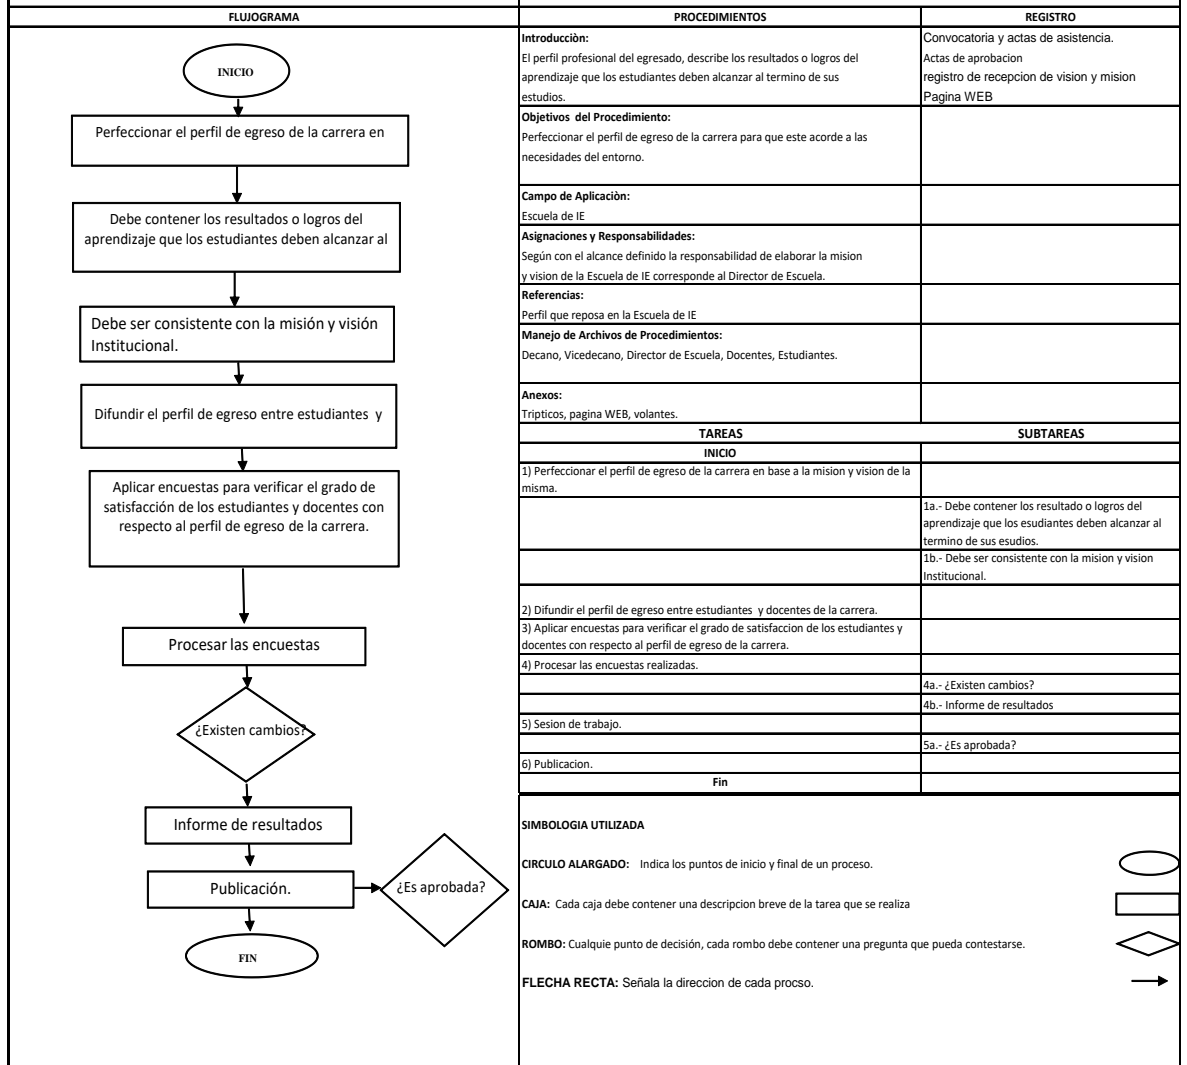 FLUJOGRAMA
INICIO
Perfeccionar el perfil de egreso de la carrera en
Debe contener los resultados o logros del
aprendizaje que los estudiantes deben alcanzar al
Debe ser consistente con la misión y visión
Institucional.
Difundir el perfil de egreso entre estudiantes  y
Aplicar encuestas para verificar el grado de
satisfacción de los estudiantes y docentes con
respecto al perfil de egreso de la carrera.
Procesar las encuestas
¿Existen cambios?
Informe de resultados
Publicación.
¿Es aprobada?
FIN
PROCEDIMIENTOS
REGISTRO
Introducciòn:
El perfil profesional del egresado, describe los resultados o logros del
aprendizaje que los estudiantes deben alcanzar al termino de sus
estudios.
Convocatoria y actas de asistencia.
Actas de aprobacion
registro de recepcion de vision y mision
Pagina WEB
Objetivos  del Procedimiento:
Perfeccionar el perfil de egreso de la carrera para que este acorde a las
necesidades del entorno.
Campo de Aplicaciòn:
Escuela de IE
Asignaciones y Responsabilidades:
Según con el alcance definido la responsabilidad de elaborar la mision
y vision de la Escuela de IE corresponde al Director de Escuela.
Referencias:
Perfil que reposa en la Escuela de IE
Manejo de Archivos de Procedimientos:
Decano, Vicedecano, Director de Escuela, Docentes, Estudiantes.
Anexos:
Tripticos, pagina WEB, volantes.
TAREAS
SUBTAREAS
INICIO
1) Perfeccionar el perfil de egreso de la carrera en base a la mision y vision de la
misma.
1a.- Debe contener los resultado o logros del
aprendizaje que los esudiantes deben alcanzar al
termino de sus esudios.
1b.- Debe ser consistente con la mision y vision
Institucional.
2) Difundir el perfil de egreso entre estudiantes  y docentes de la carrera.
3) Aplicar encuestas para verificar el grado de satisfaccion de los estudiantes y
docentes con respecto al perfil de egreso de la carrera.
4) Procesar las encuestas realizadas.
4a.- ¿Existen cambios?
4b.- Informe de resultados
5) Sesion de trabajo.
5a.- ¿Es aprobada?
6) Publicacion.
Fin
SIMBOLOGIA UTILIZADA
CIRCULO ALARGADO:   Indica los puntos de inicio y final de un proceso.
CAJA:  Cada caja debe contener una descripcion breve de la tarea que se realiza
ROMBO: Cualquie punto de decisión, cada rombo debe contener una pregunta que pueda contestarse.
FLECHA RECTA: Señala la direccion de cada procso.